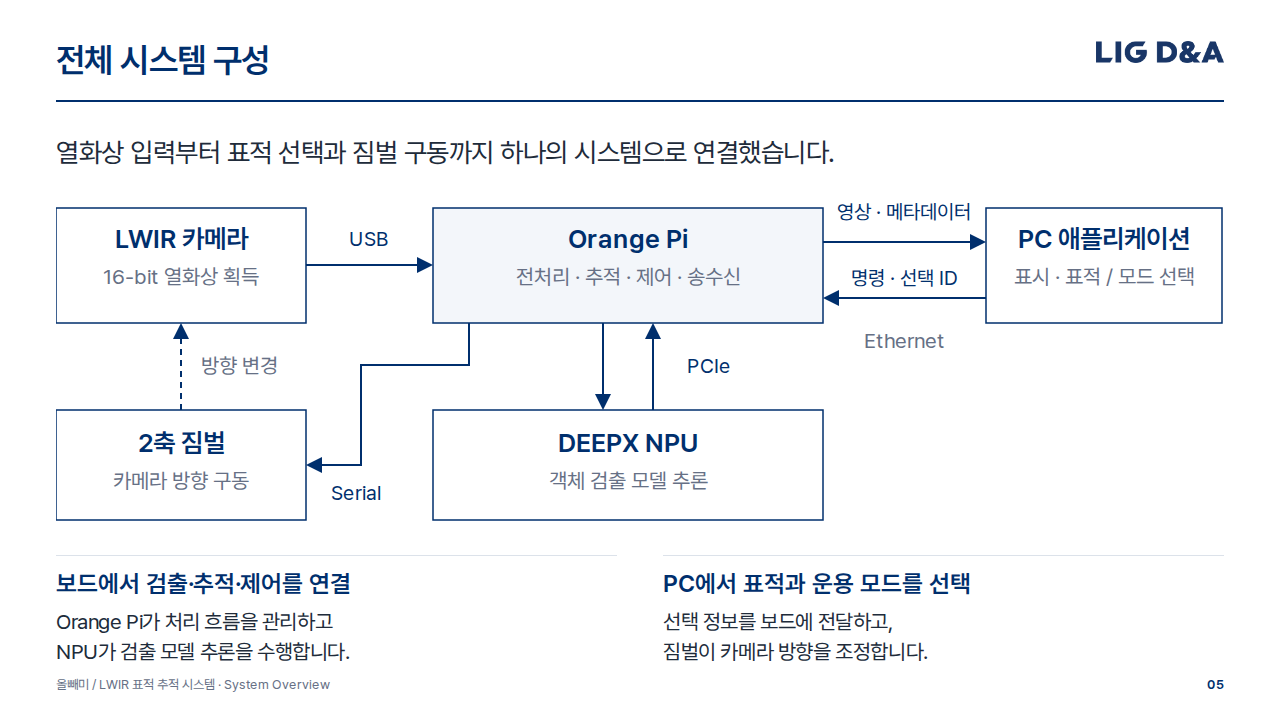 전체 시스템 구성
LIG D&A
열화상 입력부터 표적 선택과 짐벌 구동까지 하나의 시스템으로 연결했습니다.
LWIR 카메라
16-bit 열화상 획득
USB
Orange Pi
전처리 · 추적 · 제어 · 송수신
영상 · 메타데이터
명령 · 선택 ID
Ethernet
PC 애플리케이션
표시 · 표적 / 모드 선택
방향 변경
PCIe
2축 짐벌
카메라 방향 구동
Serial
DEEPX NPU
객체 검출 모델 추론
보드에서 검출·추적·제어를 연결
Orange Pi가 처리 흐름을 관리하고
NPU가 검출 모델 추론을 수행합니다.
PC에서 표적과 운용 모드를 선택
선택 정보를 보드에 전달하고,
짐벌이 카메라 방향을 조정합니다.
올빼미 / LWIR 표적 추적 시스템 · System Overview
05